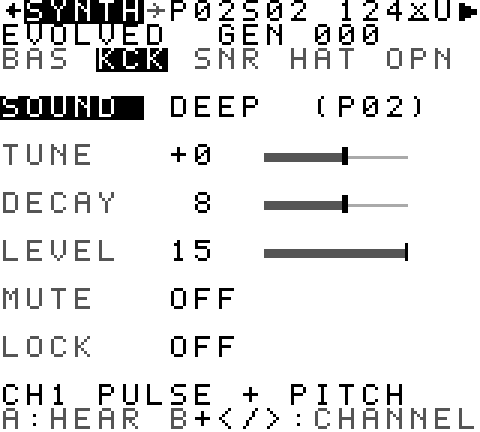 ←SYNTH→P02S02 124×U▶
EVOLVED GEN 000
BAS KCK SNR HAT OPN
SOUND DEEP (P02)
TUNE +0
DECAY 8
LEVEL 15
MUTE OFF
LOCK OFF
CH1 PULSE + PITCH
A:HEAR B+</>:CHANNEL